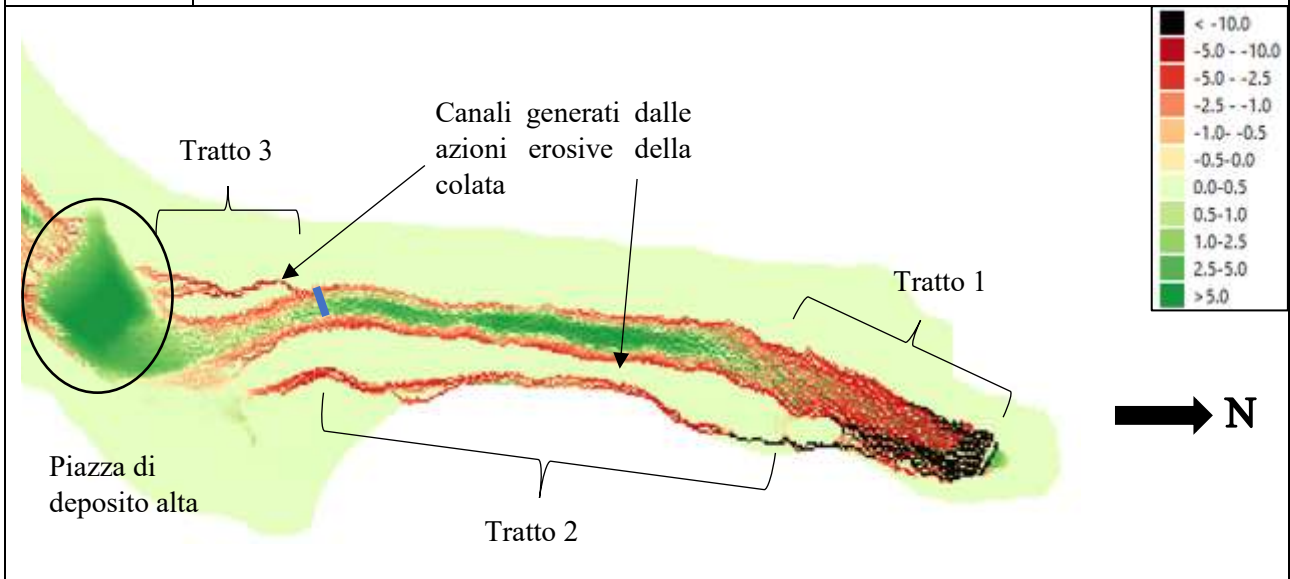 < -10.0
-5.0 - -10.0
-5.0 - -2.5
-2.5 - -1.0
-1.0- -0.5
-0.5-0.0
0.0-0.5
0.5-1.0
1.0-2.5
2.5-5.0
>5.0
Canali generati dalle
azioni erosive della
colata
Tratto 3
Tratto 1
N
Piazza di
deposito alta
Tratto 2